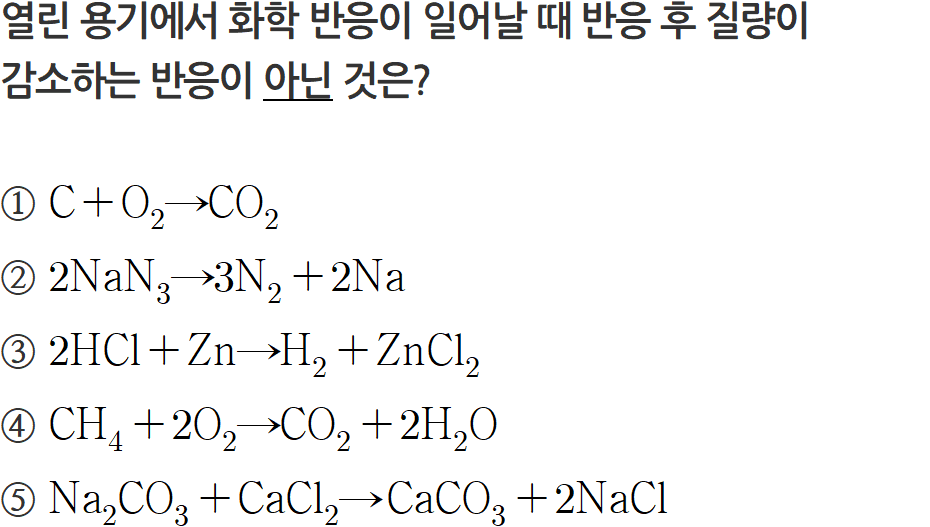 열린 용기에서 화학 반응이 일어날 때 반응 후 질량이
감소하는 반응이 아닌 것은?
① C+O₂→CO₂
② 2NaN₃→3N₂+2Na
③ 2HCl+Zn→H₂+ZnCl₂
④ CH₄+2O₂→CO₂+2H₂O
⑤ Na₂CO₃+CaCl₂→CaCO₃+2NaCl